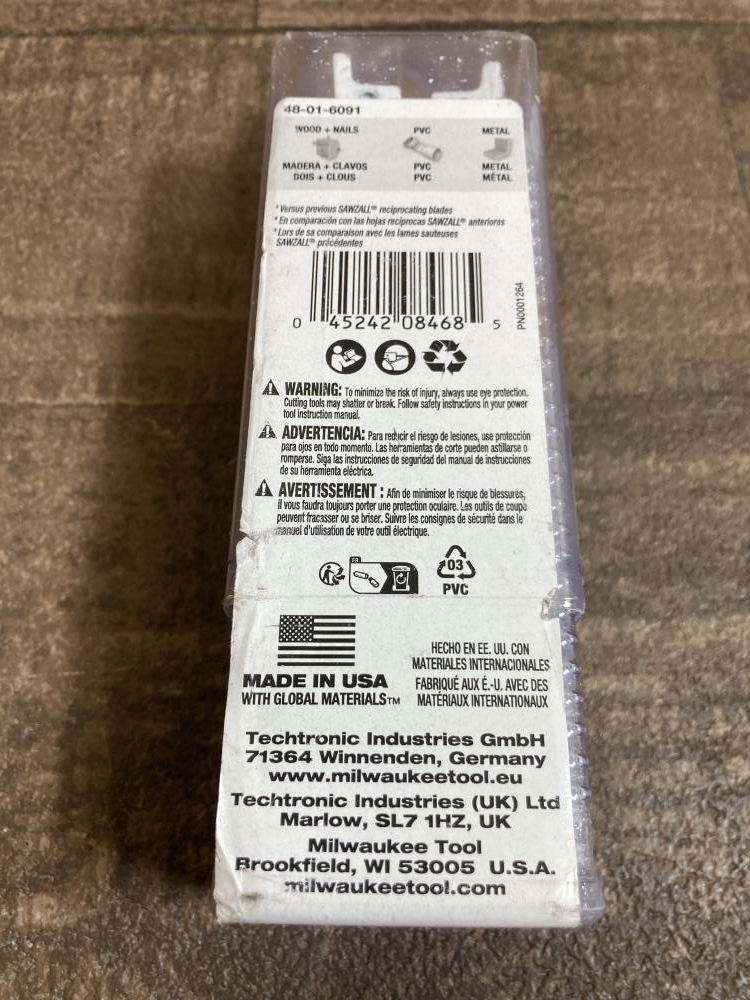 48-01-6091
WOOD + NAILS PVC METAL
MADERA + CLAVOS PVC METAL
BOIS + CLOUS PVC MÉTAL
*Versus previous SAWZALL® reciprocating blades
*En comparación con las hojas recíprocas SAWZALL® anteriores
*Lors de sa comparaison avec les lames sauteuses
SAWZALL® précédentes
0 45242 08468 5
PN0001264
WARNING: To minimize the risk of injury, always use eye protection.
Cutting tools may shatter or break. Follow safety instructions in your power
tool instruction manual.
ADVERTENCIA: Para reducir el riesgo de lesiones, use protección
para ojos en todo momento. Las herramientas de corte pueden astillarse o
romperse. Siga las instrucciones de seguridad del manual de instrucciones
de su herramienta eléctrica.
AVERTISSEMENT : Afin de minimiser le risque de blessures,
il vous faudra toujours porter une protection oculaire. Les outils de coupe
peuvent fracasser ou se briser. Suivre les consignes de sécurité dans le
manuel d'utilisation de votre outil électrique.
FR
03
PVC
MADE IN USA
WITH GLOBAL MATERIALS™
HECHO EN EE. UU. CON
MATERIALES INTERNACIONALES
FABRIQUÉ AUX É.-U. AVEC DES
MATÉRIAUX INTERNATIONAUX
Techtronic Industries GmbH
71364 Winnenden, Germany
www.milwaukeetool.eu
Techtronic Industries (UK) Ltd
Marlow, SL7 1HZ, UK
Milwaukee Tool
Brookfield, WI 53005 U.S.A.
milwaukeetool.com